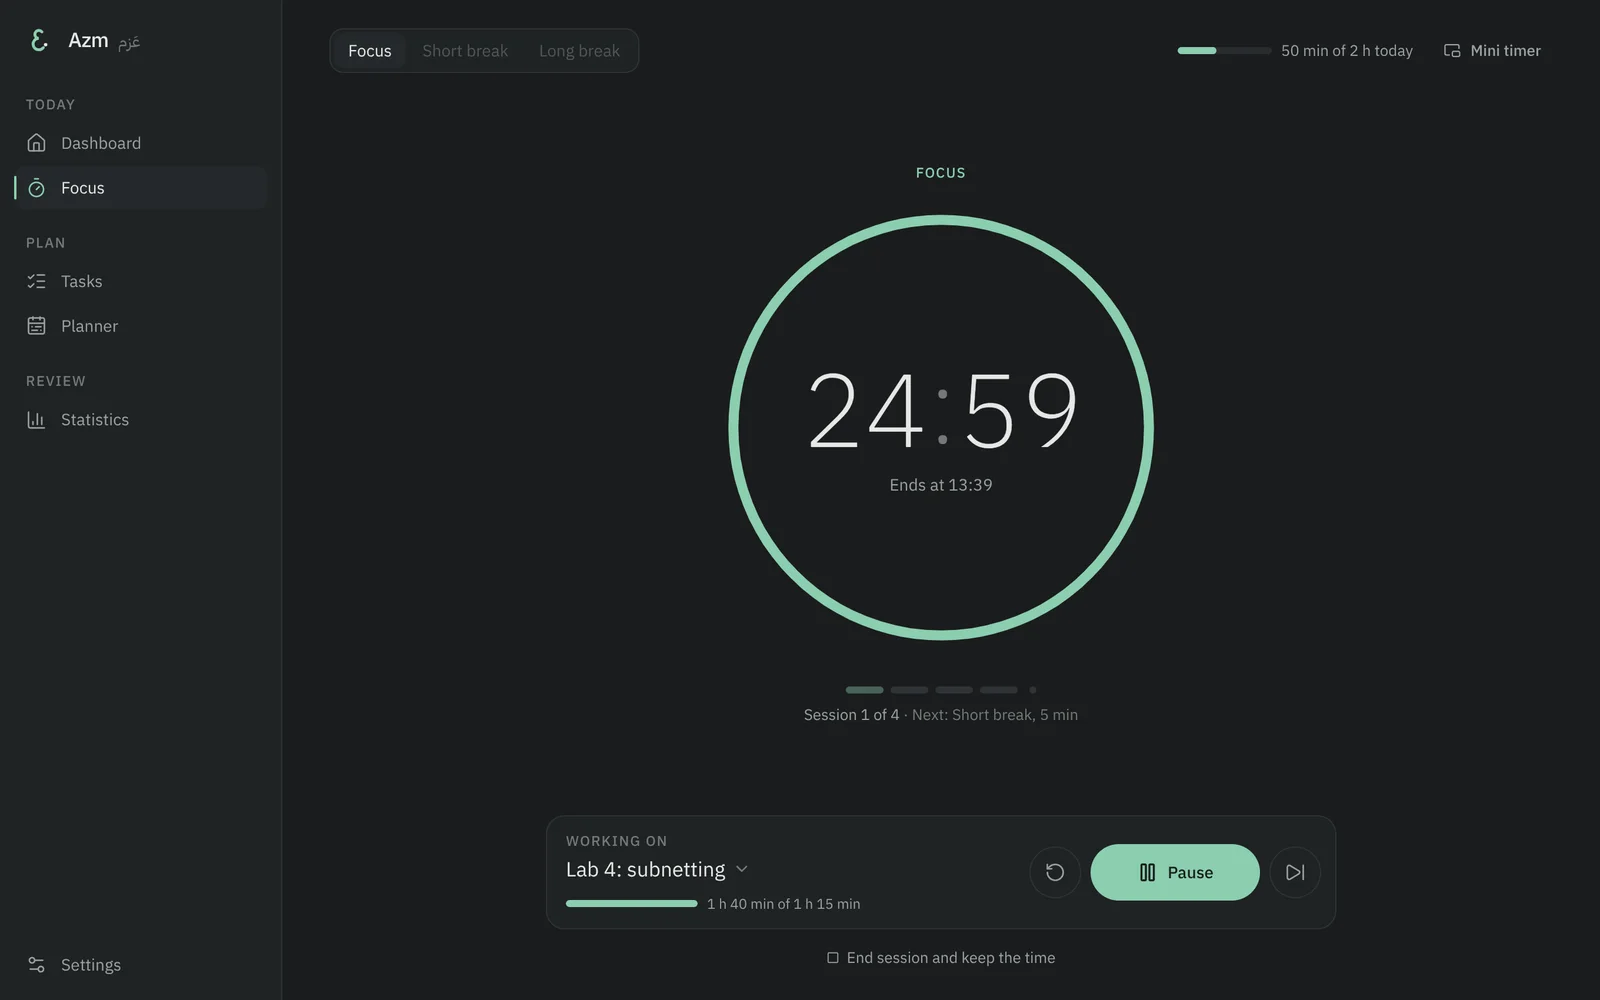 Azm عَزم
TODAY
Dashboard
Focus
PLAN
Tasks
Planner
REVIEW
Statistics
Settings
Focus Short break Long break
50 min of 2 h today
Mini timer
FOCUS
24:59
Ends at 13:39
Session 1 of 4 · Next: Short break, 5 min
WORKING ON
Lab 4: subnetting
1 h 40 min of 1 h 15 min
Pause
End session and keep the time